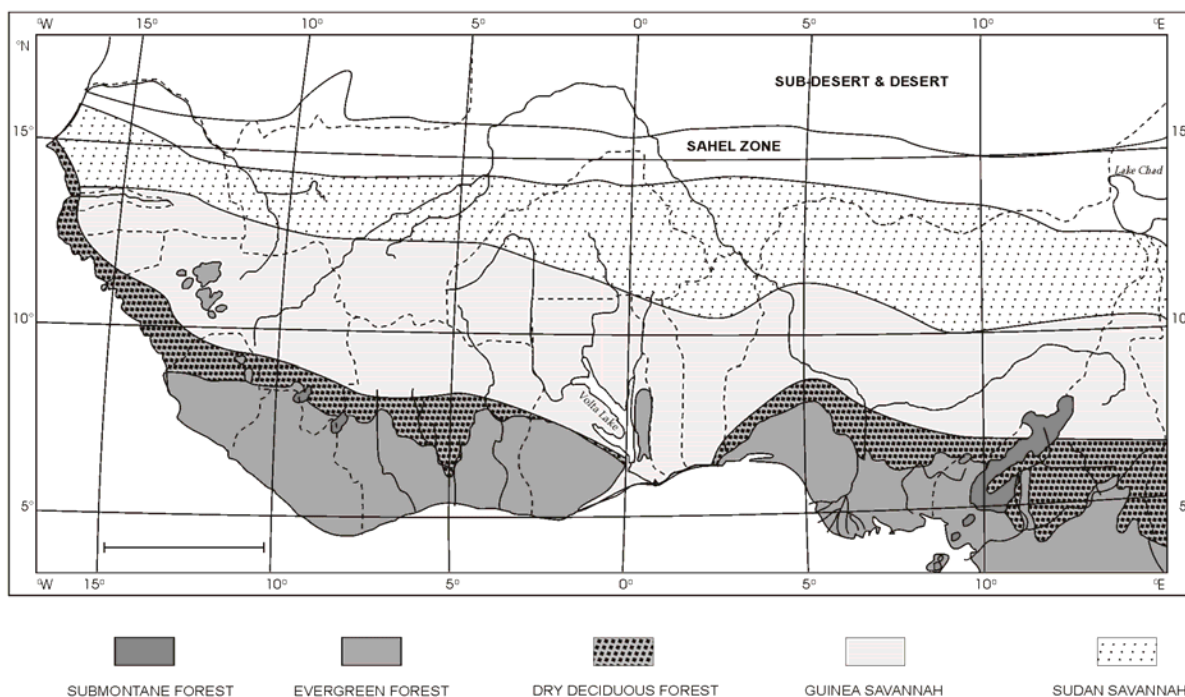 °W 15° 10° 5° 0° 5° 10° °E
°N
SUB-DESERT & DESERT
15° 15
SAHEL ZONE
Lake Chad
10° 10
Volta Lake
5° 5
°W 15° 10° 5° 0° 5° 10° °E
SUBMONTANE FOREST EVERGREEN FOREST DRY DECIDUOUS FOREST GUINEA SAVANNAH SUDAN SAVANNAH